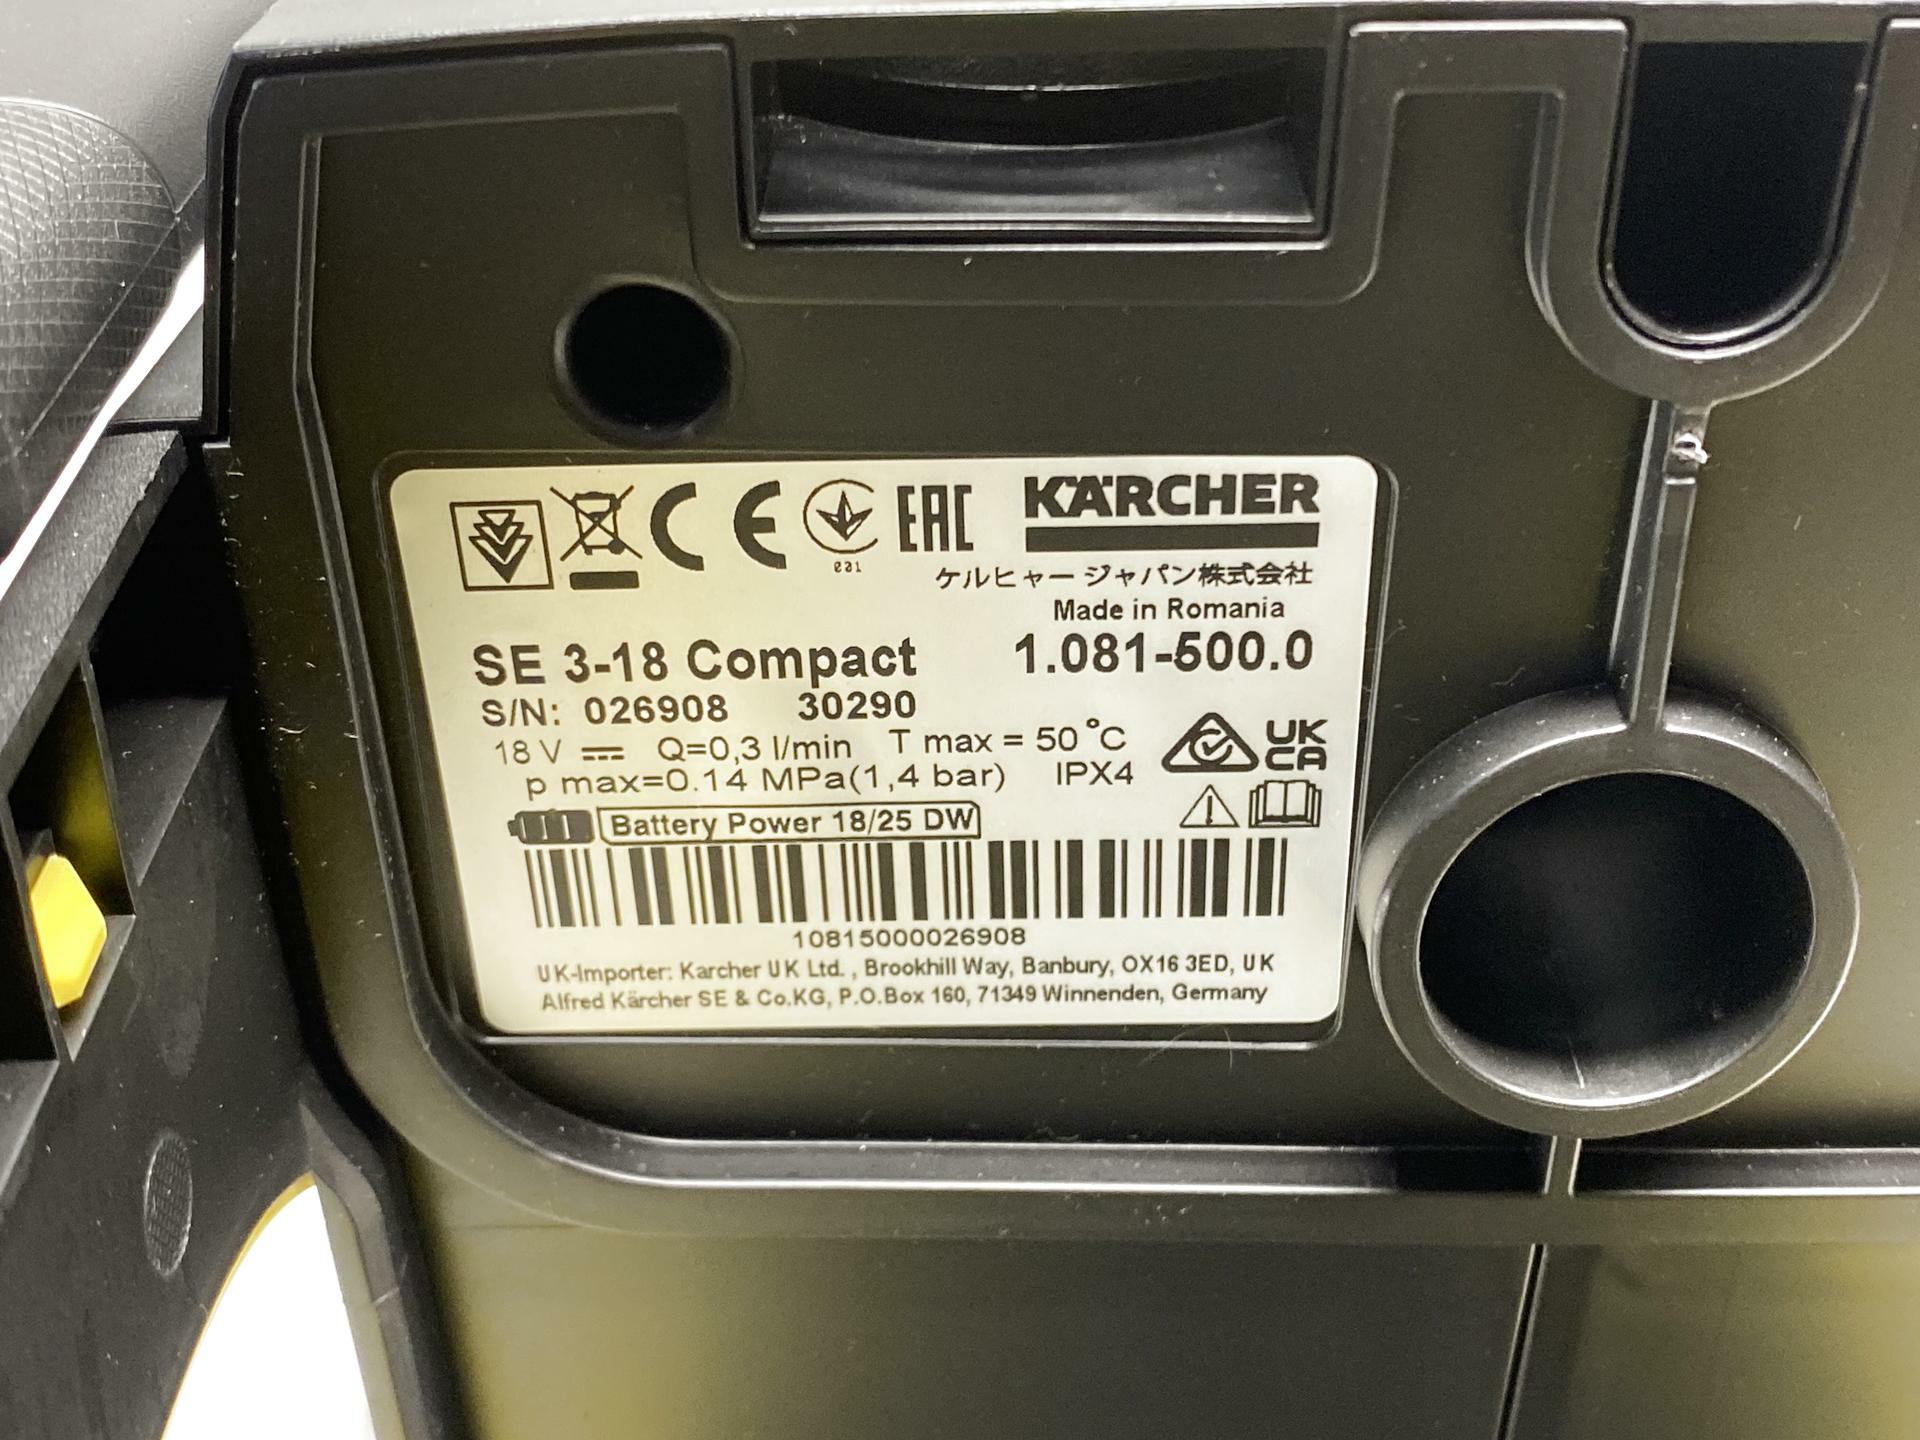 CE
001
EAC
KÄRCHER
ケルヒャー ジャパン株式会社
Made in Romania
SE 3-18 Compact 1.081-500.0
S/N: 026908 30290
18 V Q=0,3 l/min T max = 50 °C
p max=0.14 MPa(1,4 bar) IPX4
UK
CA
Battery Power 18/25 DW
10815000026908
UK-Importer: Karcher UK Ltd. , Brookhill Way, Banbury, OX16 3ED, UK
Alfred Kärcher SE & Co.KG, P.O.Box 160, 71349 Winnenden, Germany